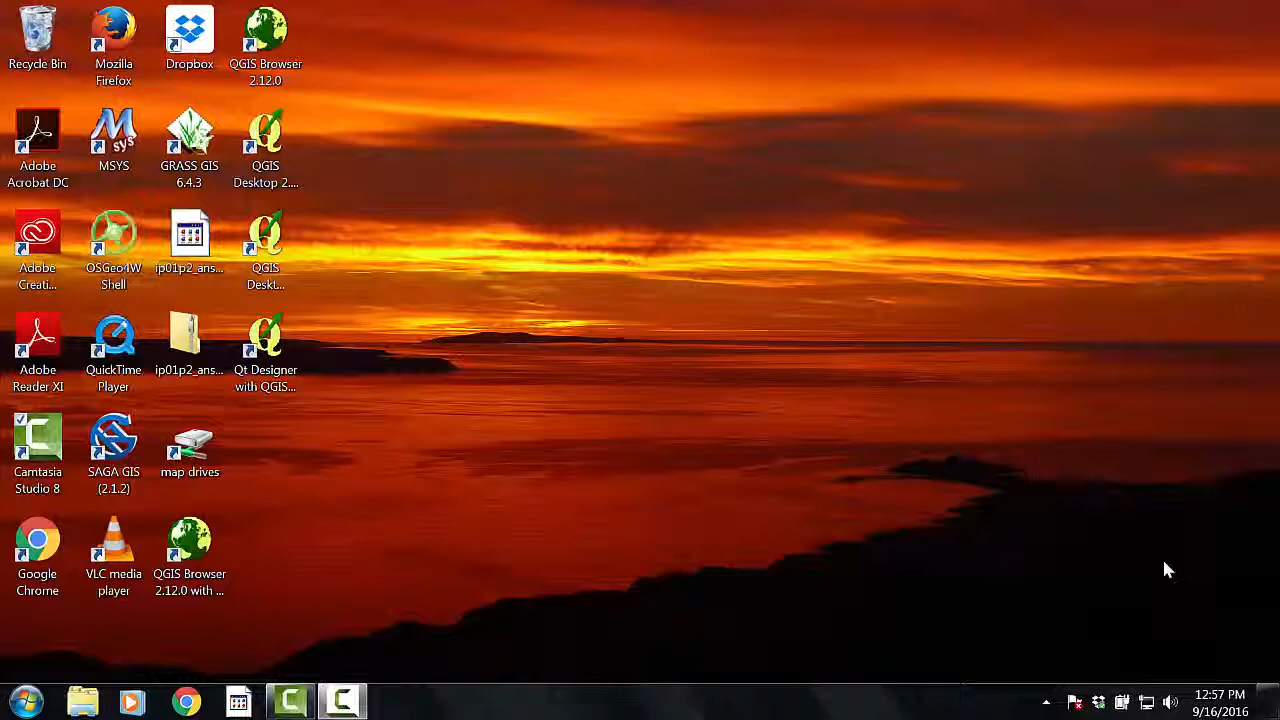 Recycle Bin
Mozilla
Firefox
Dropbox
QGIS Browser
2.12.0
Adobe
Acrobat DC
MSYS
GRASS GIS
6.4.3
QGIS
Desktop 2....
Adobe
Creati...
OSGeo4W
Shell
ip01p2_ans...
QGIS
Deskt...
Adobe
Reader XI
QuickTime
Player
ip01p2_ans...
Qt Designer
with QGIS...
Camtasia
Studio 8
SAGA GIS
(2.1.2)
map drives
Google
Chrome
VLC media
player
QGIS Browser
2.12.0 with ...
12:57 PM
9/16/2016